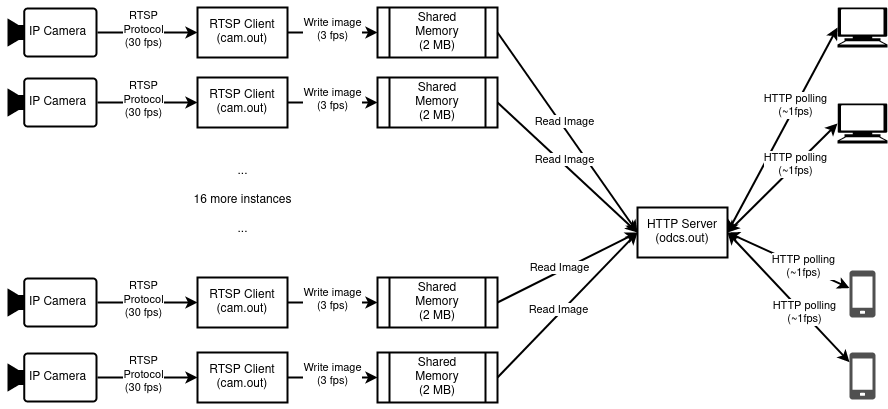 IP Camera
RTSP
Protocol
(30 fps)
RTSP Client
(cam.out)
Write image
(3 fps)
Shared
Memory
(2 MB)
IP Camera
RTSP
Protocol
(30 fps)
RTSP Client
(cam.out)
Write image
(3 fps)
Shared
Memory
(2 MB)
...
16 more instances
...
IP Camera
RTSP
Protocol
(30 fps)
RTSP Client
(cam.out)
Write image
(3 fps)
Shared
Memory
(2 MB)
IP Camera
RTSP
Protocol
(30 fps)
RTSP Client
(cam.out)
Write image
(3 fps)
Shared
Memory
(2 MB)
Read Image
Read Image
Read Image
Read Image
HTTP Server
(odcs.out)
HTTP polling
(~1fps)
HTTP polling
(~1fps)
HTTP polling
(~1fps)
HTTP polling
(~1fps)